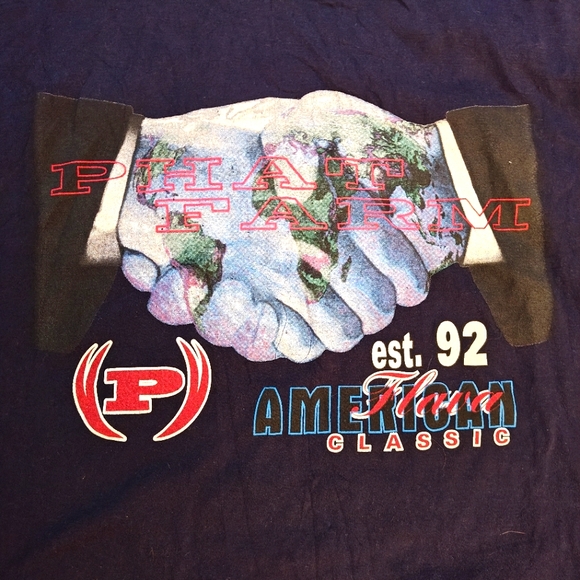 PHAT
FARM
est. 92
P
AMERICAN
Flava
CLASSIC